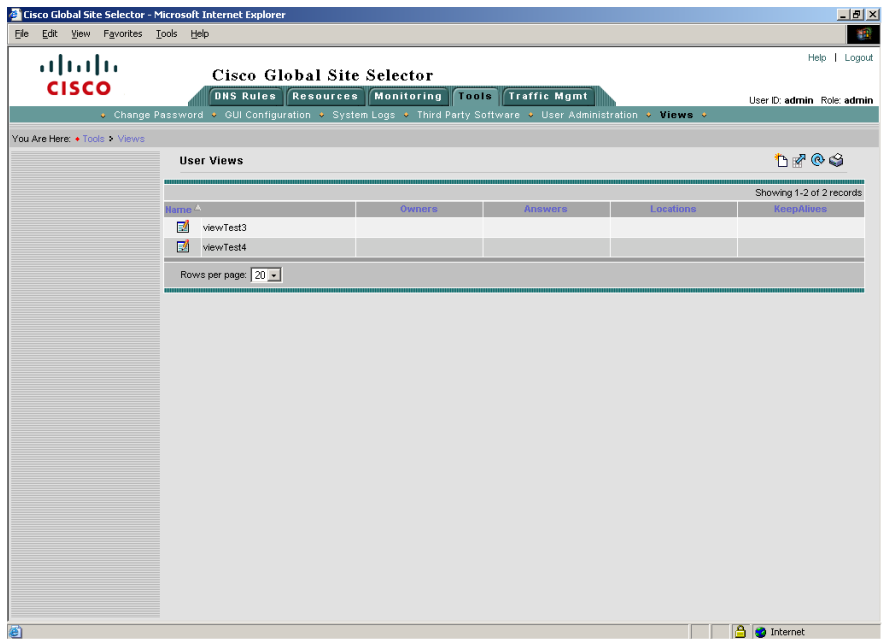 Cisco Global Site Selector - Microsoft Internet Explorer
File Edit View Favorites Tools Help
Help | Logout
CISCO
Cisco Global Site Selector
DNS Rules Resources Monitoring Tools Traffic Mgmt
User ID: admin Role: admin
Change Password GUI Configuration System Logs Third Party Software User Administration Views
You Are Here: Tools > Views
User Views
Showing 1-2 of 2 records
Name Owners Answers Locations KeepAlives
viewTest3
viewTest4
Rows per page: 20
Internet